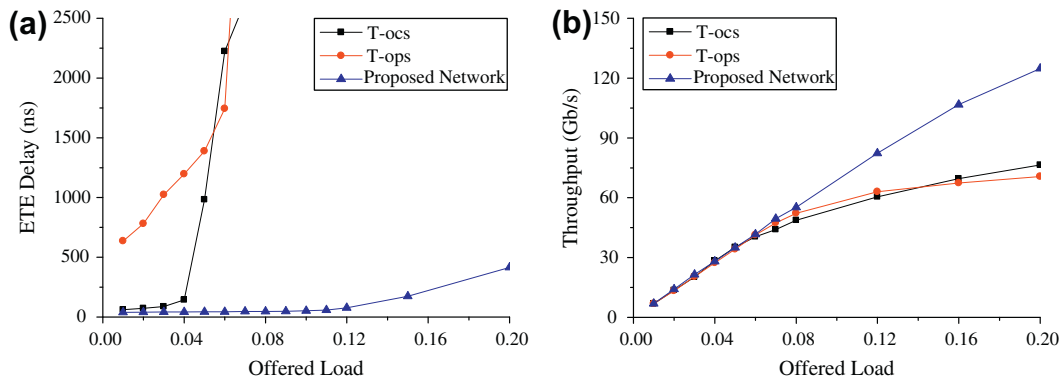 (a)
2500
2000
1500
1000
500
0
ETE Delay (ns)
T-ocs
T-ops
Proposed Network
0.00
0.04
0.08
0.12
0.16
0.20
Offered Load
(b)
150
120
90
60
30
0
Throughput (Gb/s)
T-ocs
T-ops
Proposed Network
0.00
0.04
0.08
0.12
0.16
0.20
Offered Load